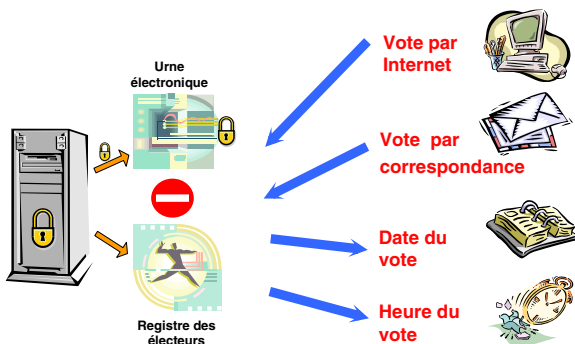 Urne
électronique
Vote par
Internet
Vote par
correspondance
Date du
vote
Heure du
vote
Registre des
électeurs